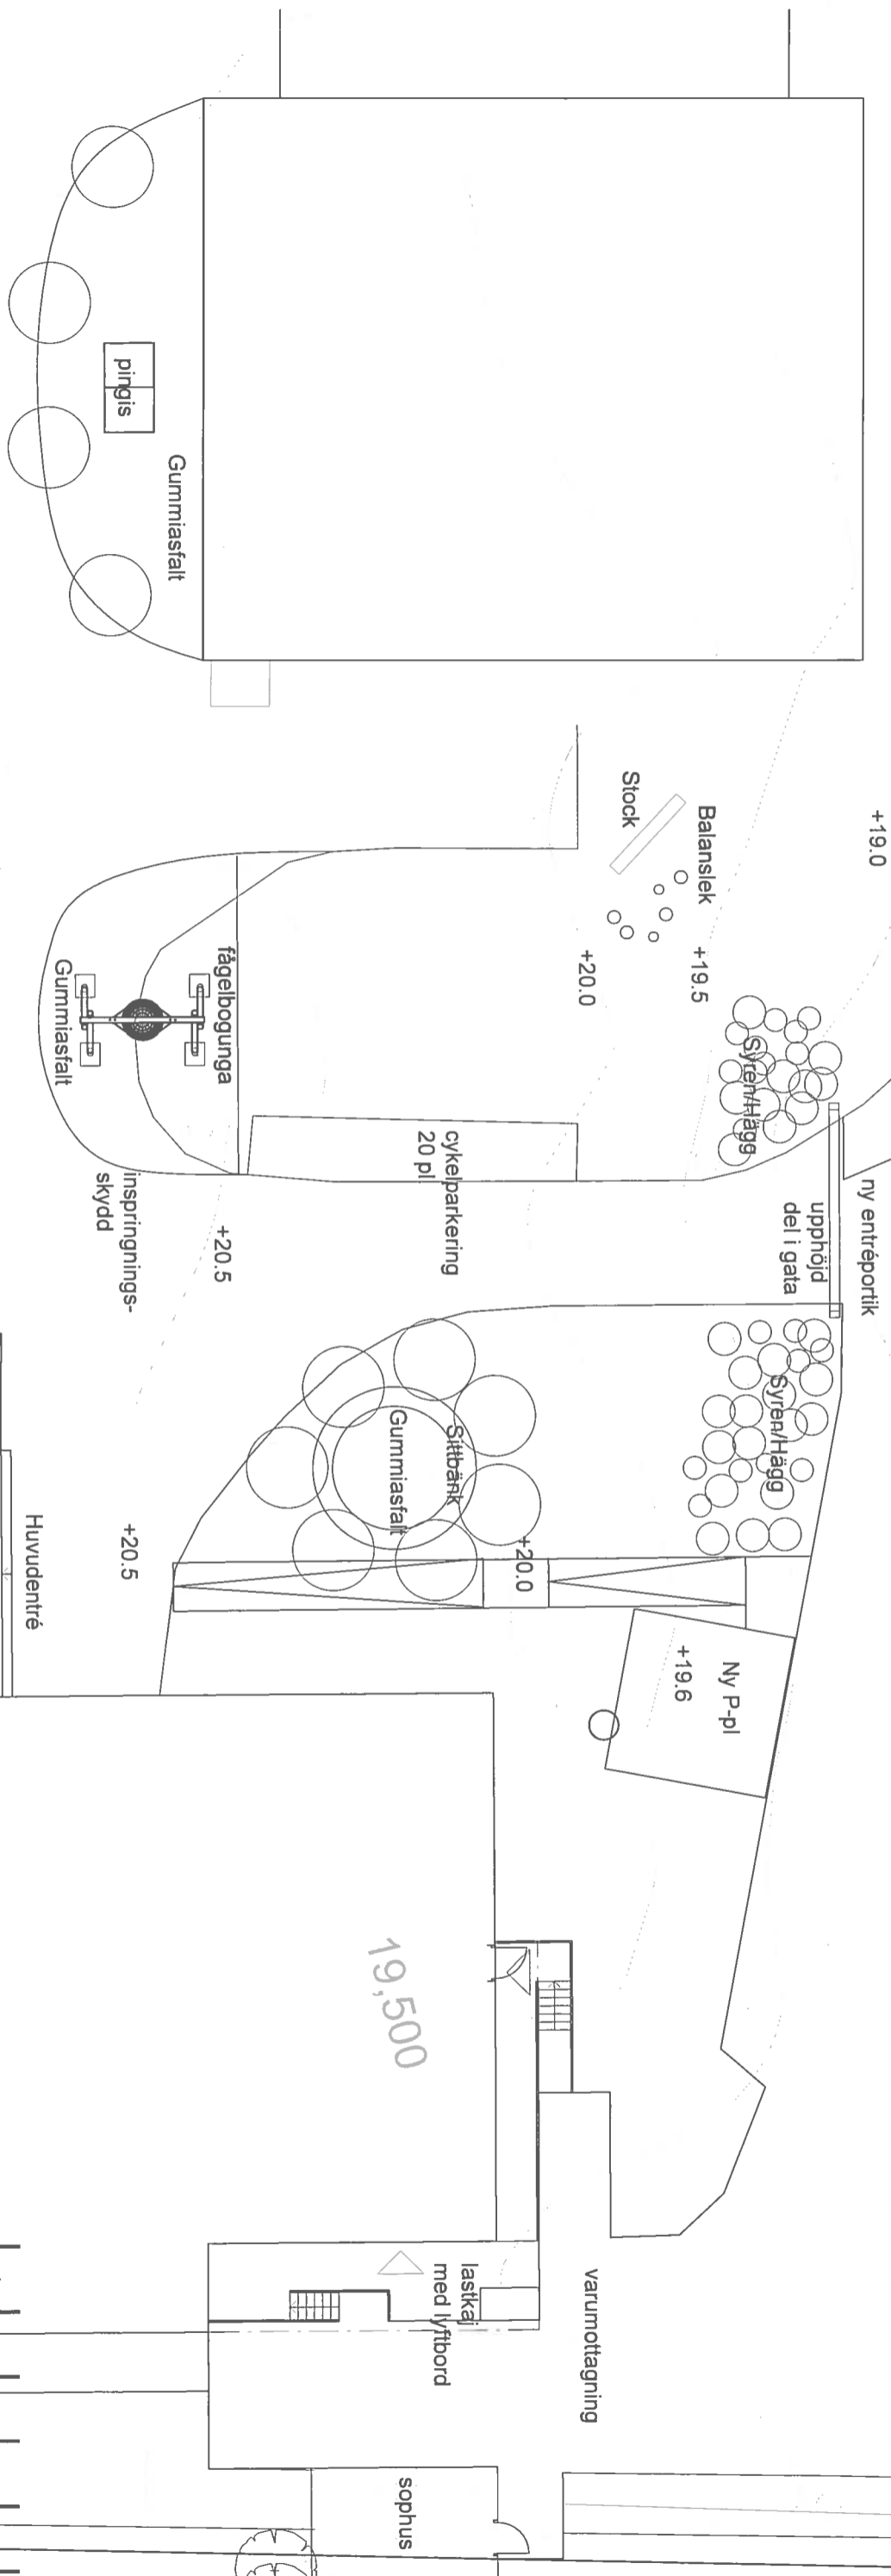 pingis
Gummiasfalt
+19.0
Balanslek
Stock
+19.5
+20.0
Syren/Hägg
fågelbogunga
Gummiasfalt
ny entréportik
upphöjd
del i gata
cykelparkering
20 pl
inspringnings-
skydd
+20.5
Syren/Hägg
Sittbänk
Gummiasfalt
+20.0
+20.5
Huvudentré
Ny P-pl
+19.6
19,500
varumottagning
lastkaj
med lyftbord
sophus